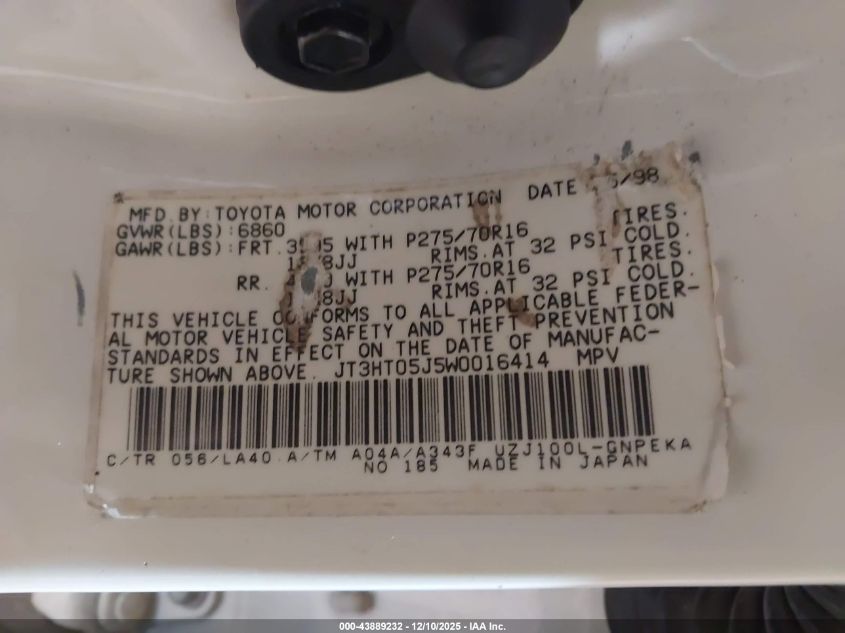 MFD. BY: TOYOTA MOTOR CORPORATION DATE 5/98
GVWR(LBS): 6860 TIRES.
GAWR(LBS): FRT. WITH P275/70R16 PSI COLD.
8JJ RIMS. AT 32 TIRES.
RR. WITH P275/70R16 PSI COLD.
8JJ RIMS. AT 32
THIS VEHICLE CONFORMS TO ALL APPLICABLE FEDER-
AL MOTOR VEHICLE SAFETY AND THEFT PREVENTION
STANDARDS IN EFFECT ON THE DATE OF MANUFAC-
TURE SHOWN ABOVE. JT3HT05J5W0016414 MPV
C/TR 056/LA40 A/TM A04A/A343F UZJ100L-GNPEKA
NO 185 MADE IN JAPAN
000-43889232 - 12/10/2025 - IAA Inc.